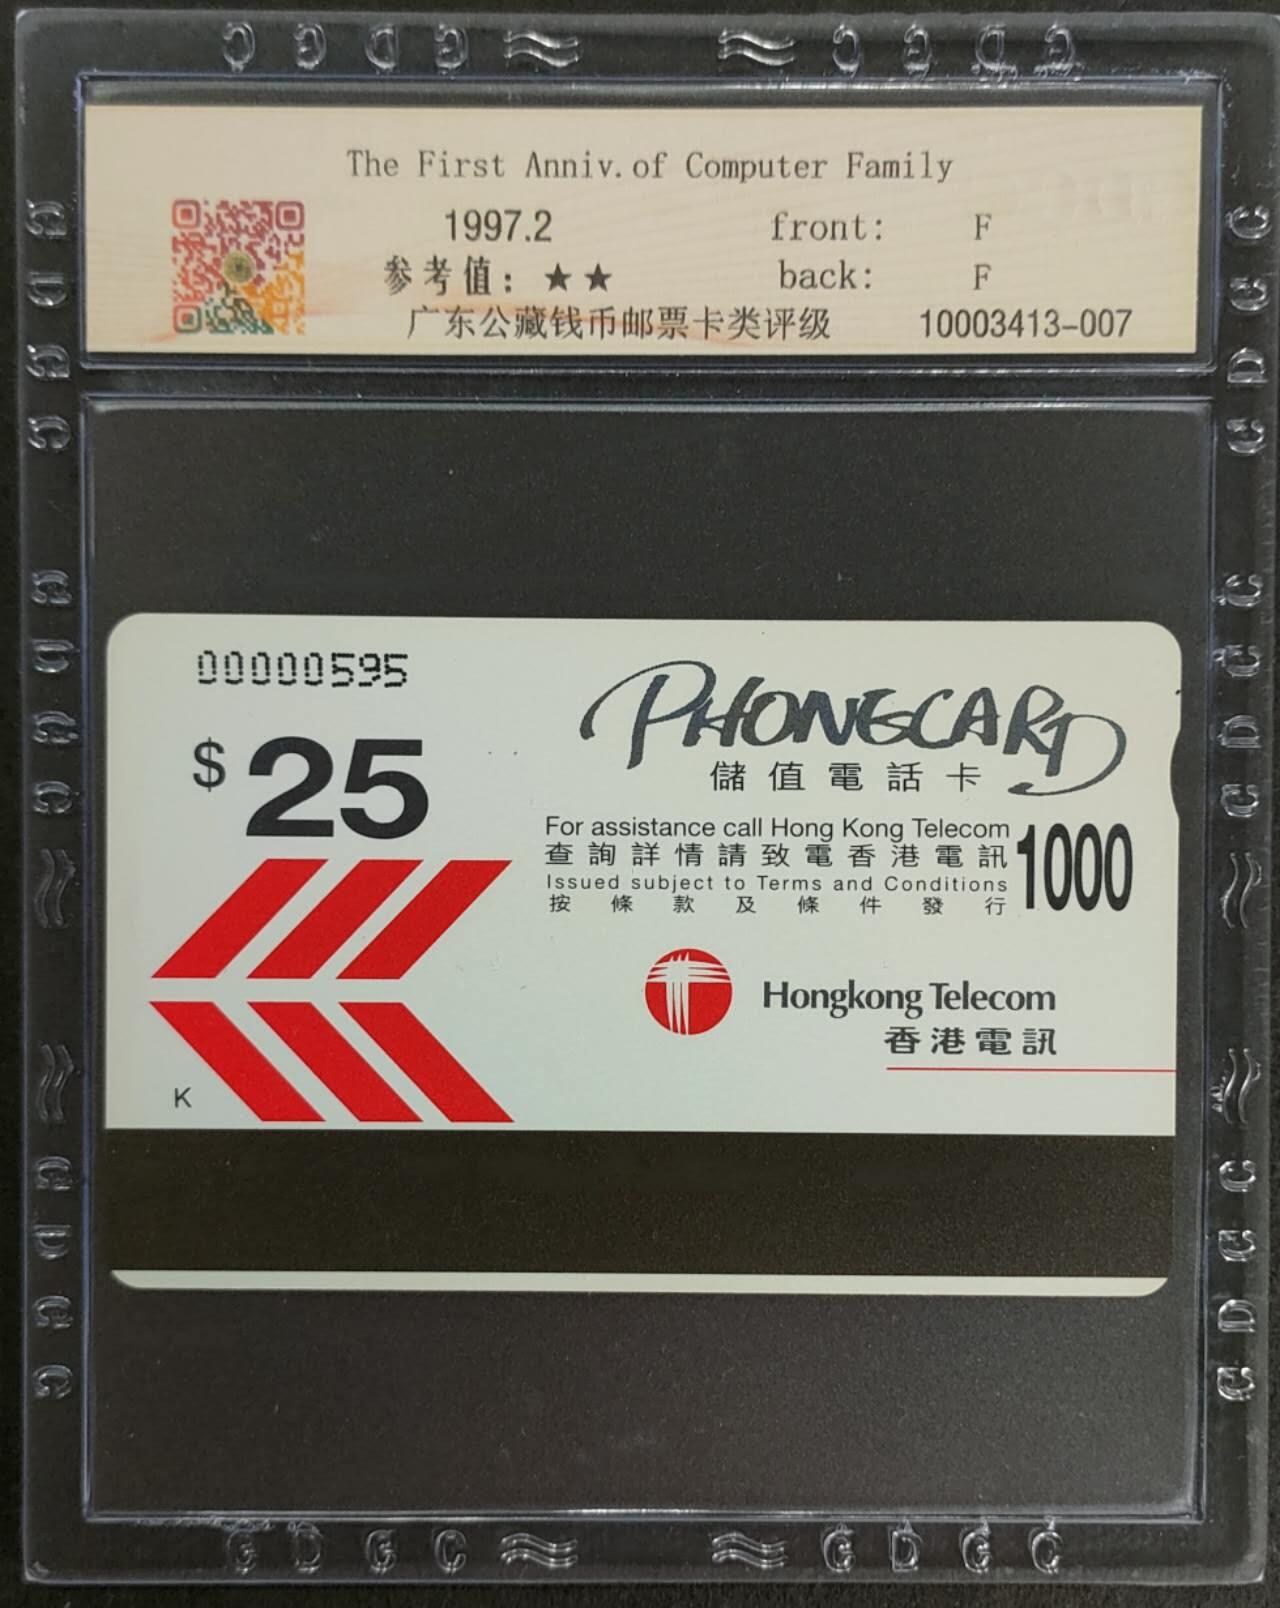 The First Anniv.of Computer Family
1997.2 front: F
参考值: ★★ back: F
广东公藏钱币邮票卡类评级 10003413-007
00000595
$25
PHONECARD
儲值電話卡
For assistance call Hong Kong Telecom
查詢詳情請致電香港電訊
1000
Issued subject to Terms and Conditions
按條款及條件發行
Hongkong Telecom
香港電訊
K